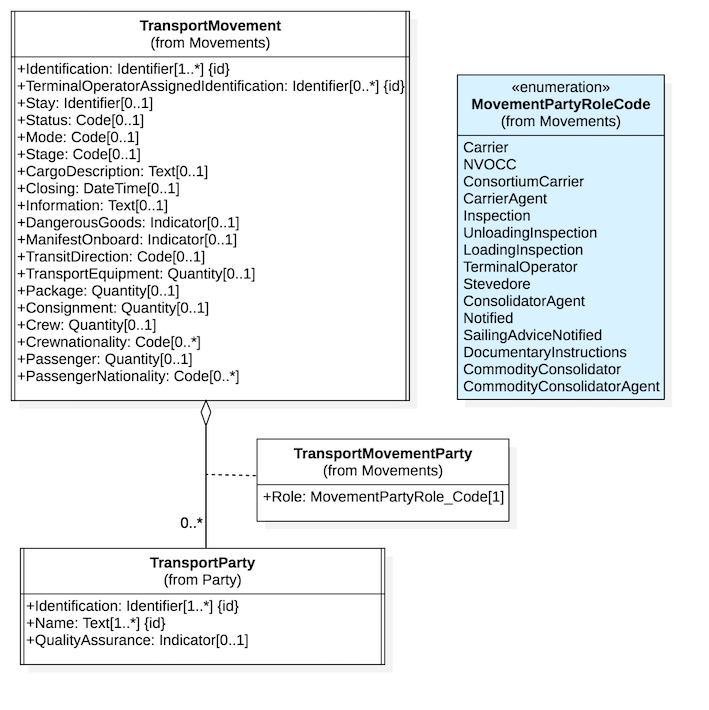 TransportMovement
(from Movements)
+Identification: Identifier[1..*] {id}
+TerminalOperatorAssignedIdentification: Identifier[0..*] {id}
+Stay: Identifier[0..1]
+Status: Code[0..1]
+Mode: Code[0..1]
+Stage: Code[0..1]
+CargoDescription: Text[0..1]
+Closing: DateTime[0..1]
+Information: Text[0..1]
+DangerousGoods: Indicator[0..1]
+ManifestOnboard: Indicator[0..1]
+TransitDirection: Code[0..1]
+TransportEquipment: Quantity[0..1]
+Package: Quantity[0..1]
+Consignment: Quantity[0..1]
+Crew: Quantity[0..1]
+Crewnationality: Code[0..*]
+Passenger: Quantity[0..1]
+PassengerNationality: Code[0..*]
«enumeration»
MovementPartyRoleCode
(from Movements)
Carrier
NVOCC
ConsortiumCarrier
CarrierAgent
Inspection
UnloadingInspection
LoadingInspection
TerminalOperator
Stevedore
ConsolidatorAgent
Notified
SailingAdviceNotified
DocumentaryInstructions
CommodityConsolidator
CommodityConsolidatorAgent
TransportMovementParty
(from Movements)
+Role: MovementPartyRole_Code[1]
0..*
TransportParty
(from Party)
+Identification: Identifier[1..*] {id}
+Name: Text[1..*] {id}
+QualityAssurance: Indicator[0..1]